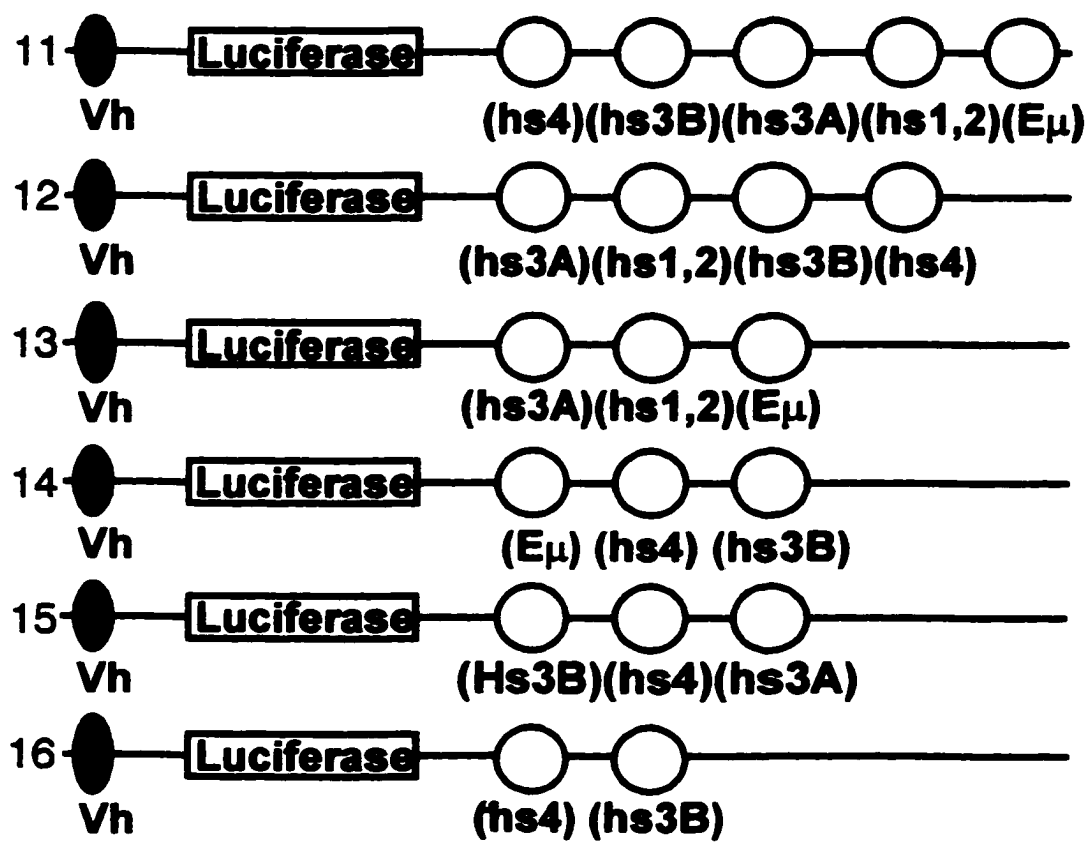 11 Luciferase
Vh (hs4)(hs3B)(hs3A)(hs1,2)(Eμ)
12 Luciferase
Vh (hs3A)(hs1,2)(hs3B)(hs4)
13 Luciferase
Vh (hs3A)(hs1,2)(Eμ)
14 Luciferase
Vh (Eμ) (hs4) (hs3B)
15 Luciferase
Vh (Hs3B)(hs4)(hs3A)
16 Luciferase
Vh (hs4) (hs3B)